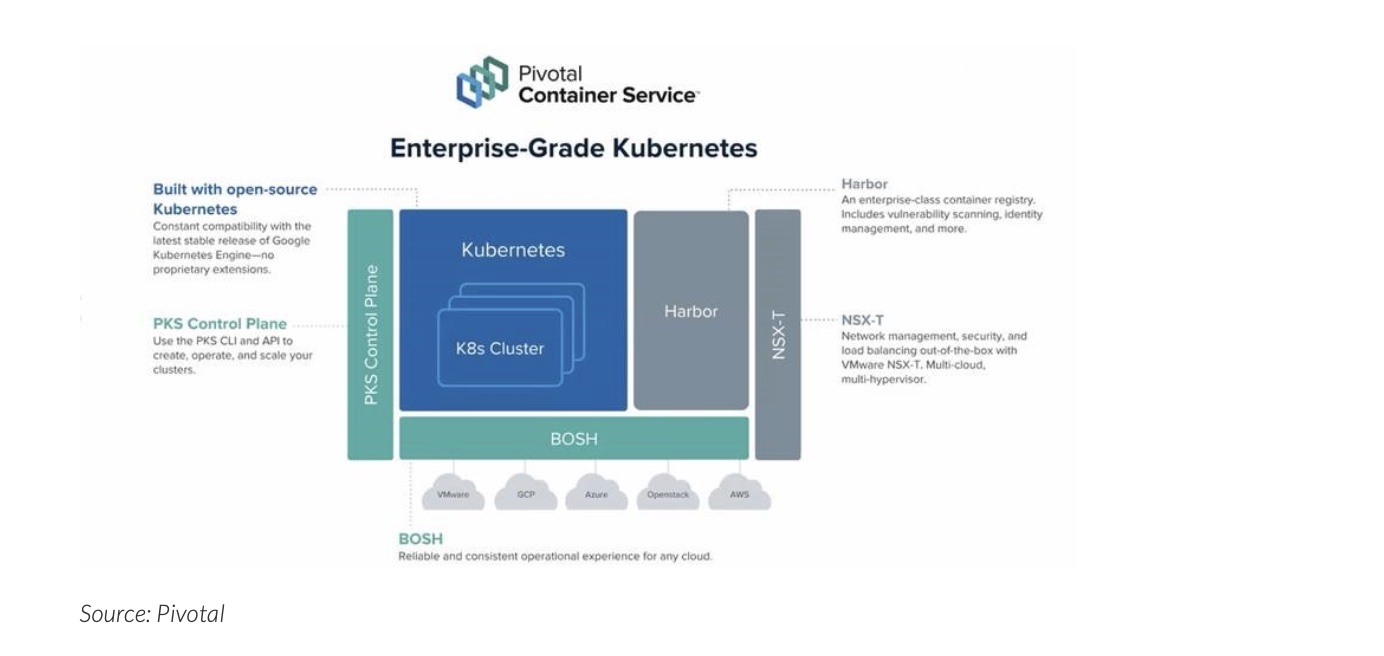 Pivotal
Container Service™
Enterprise-Grade Kubernetes
Built with open-source
Kubernetes
Constant compatibility with the
latest stable release of Google
Kubernetes Engine—no
proprietary extensions.
PKS Control Plane
Use the PKS CLI and API to
create, operate, and scale your
clusters.
PKS Control Plane
Kubernetes
K8s Cluster
Harbor
NSX-T
BOSH
VMware
GCP
Azure
Openstack
AWS
Harbor
An enterprise-class container registry.
Includes vulnerability scanning, identity
management, and more.
NSX-T
Network management, security, and
load balancing out-of-the-box with
VMware NSX-T. Multi-cloud,
multi-hypervisor.
BOSH
Reliable and consistent operational experience for any cloud.
Source: Pivotal